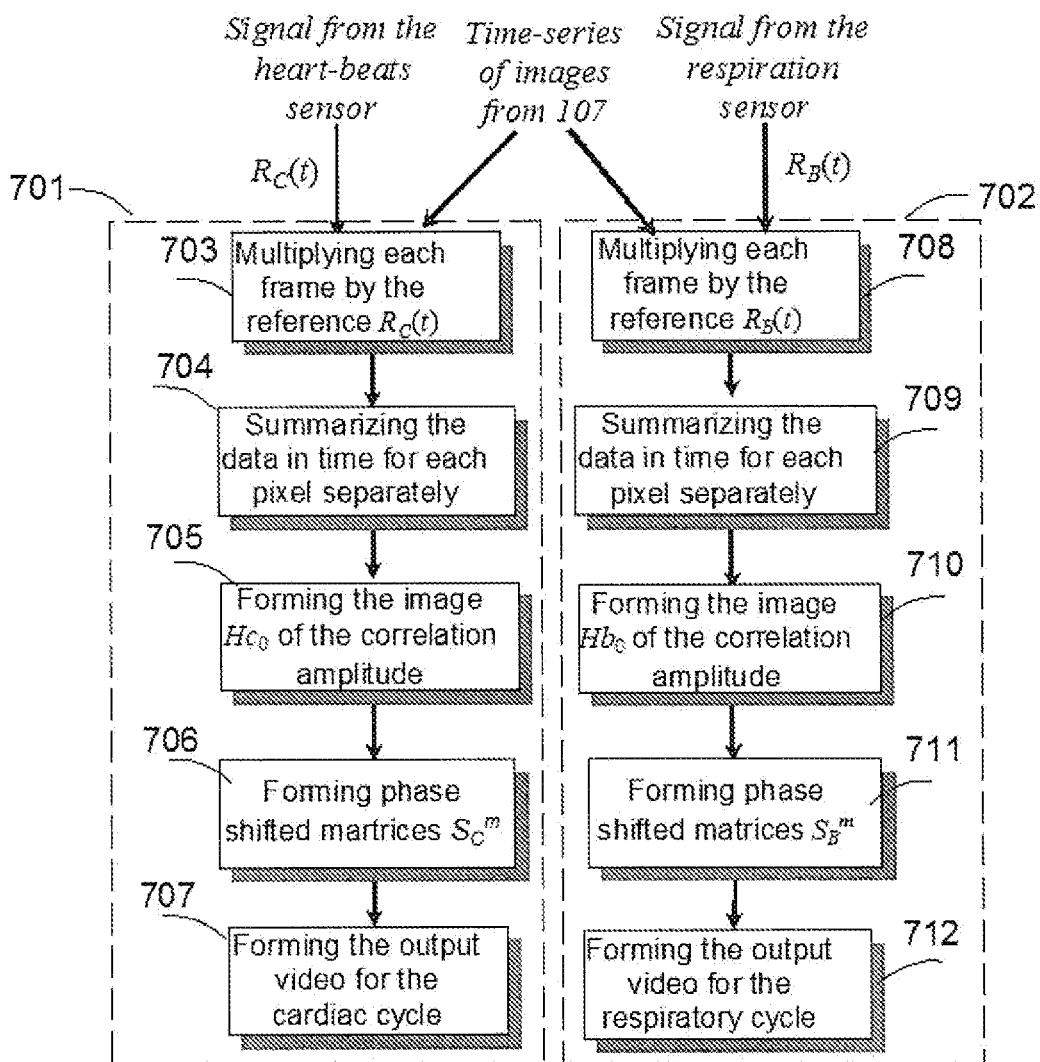 Signal from the
heart-beats
sensor
Time-series
of images
from 107
Signal from the
respiration
sensor
R_C(t)
R_B(t)
701
702
703
Multiplying each
frame by the
reference R_C(t)
704
Summarizing the
data in time for each
pixel separately
705
Forming the image
Hc_0 of the correlation
amplitude
706
Forming phase
shifted martrices S_C^m
707
Forming the output
video for the
cardiac cycle
708
Multiplying each
frame by the
reference R_B(t)
709
Summarizing the
data in time for each
pixel separately
710
Forming the image
Hb_0 of the correlation
amplitude
711
Forming phase
shifted matrices S_B^m
712
Forming the output
video for the
respiratory cycle